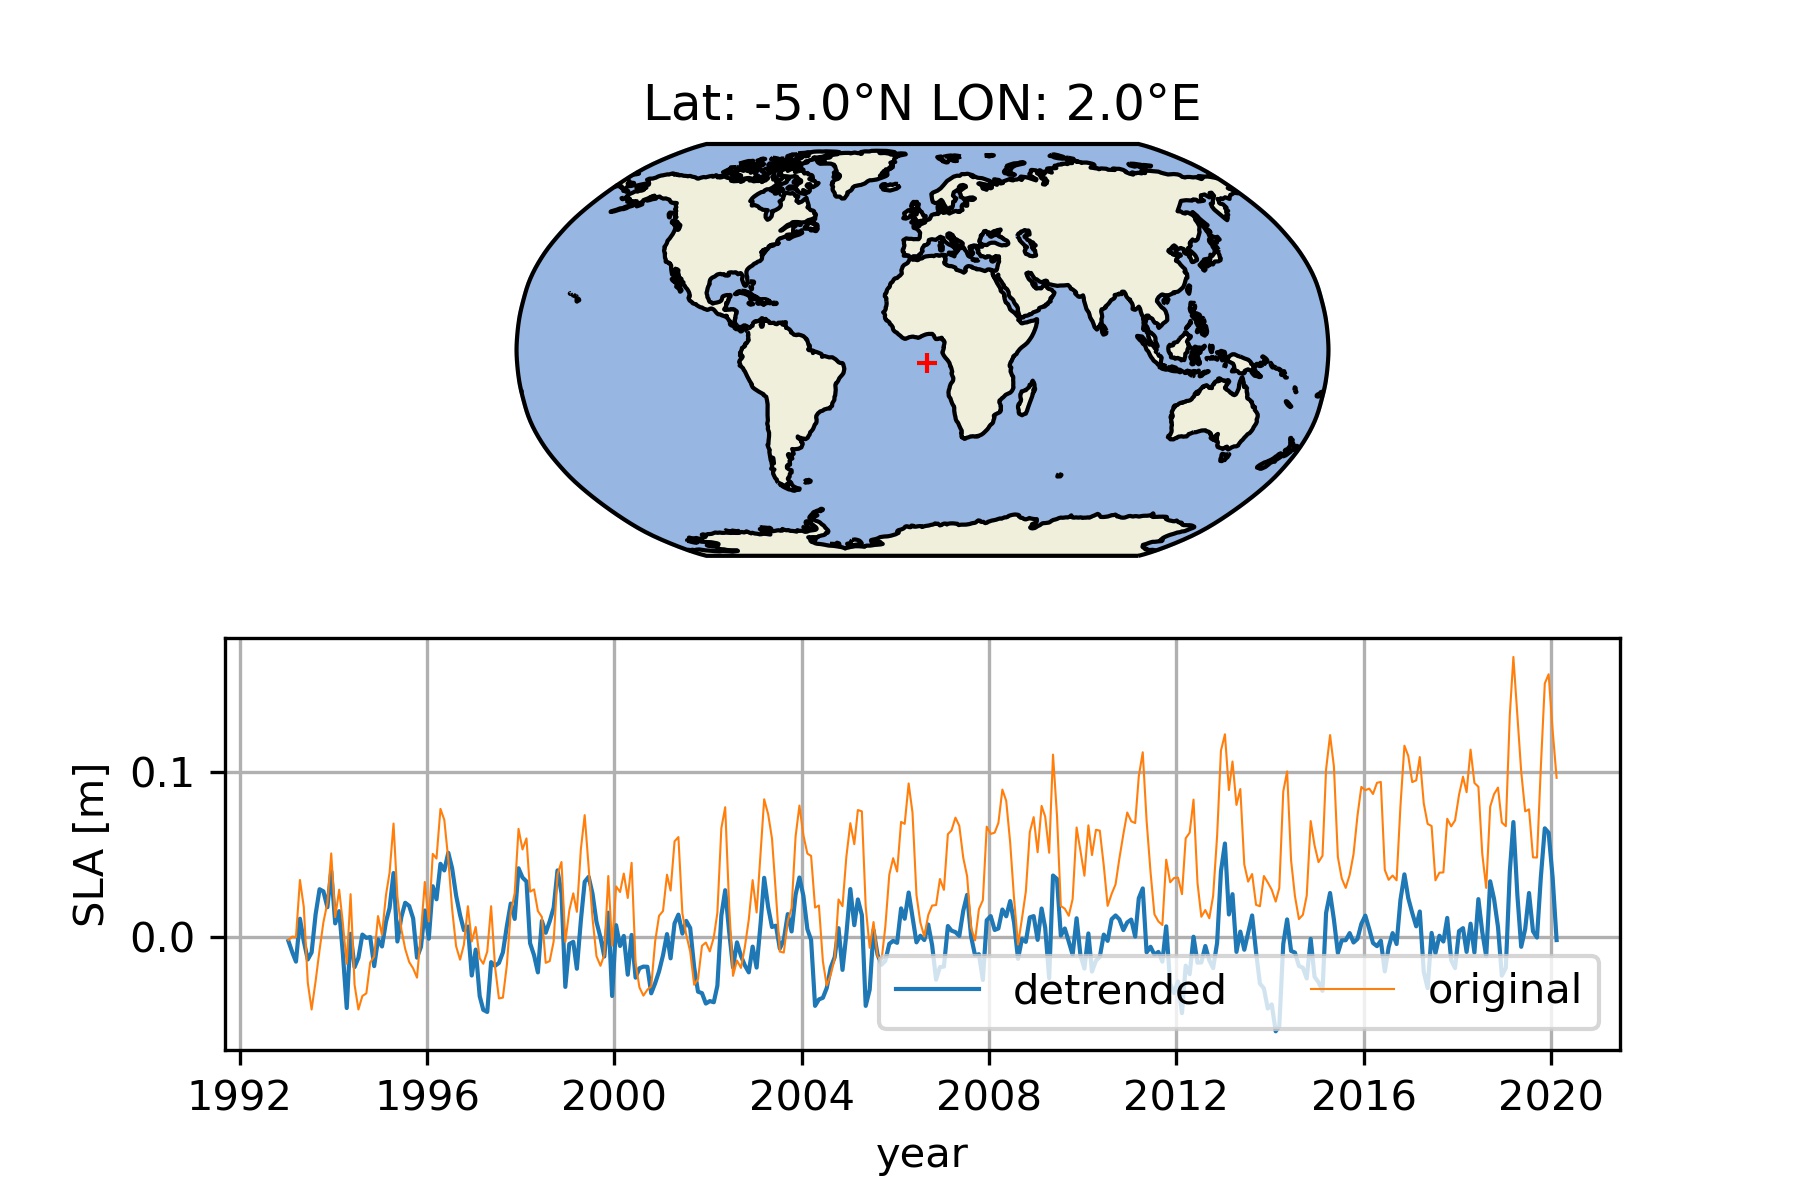 Lat: -5.0°N LON: 2.0°E
SLA [m]
0.1
0.0
detrended original
1992 1996 2000 2004 2008 2012 2016 2020
year